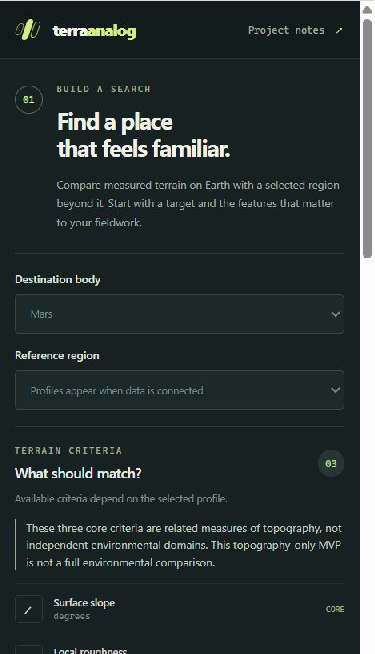 terraanalog
Project notes
01
BUILD A SEARCH
Find a place
that feels familiar.
Compare measured terrain on Earth with a selected region
beyond it. Start with a target and the features that matter
to your fieldwork.
Destination body
Mars
Reference region
Profiles appear when data is connected
TERRAIN CRITERIA
What should match?
03
Available criteria depend on the selected profile.
These three core criteria are related measures of topography, not
independent environmental domains. This topography-only MVP
is not a full environmental comparison.
Surface slope
degrees
CORE
Local roughness